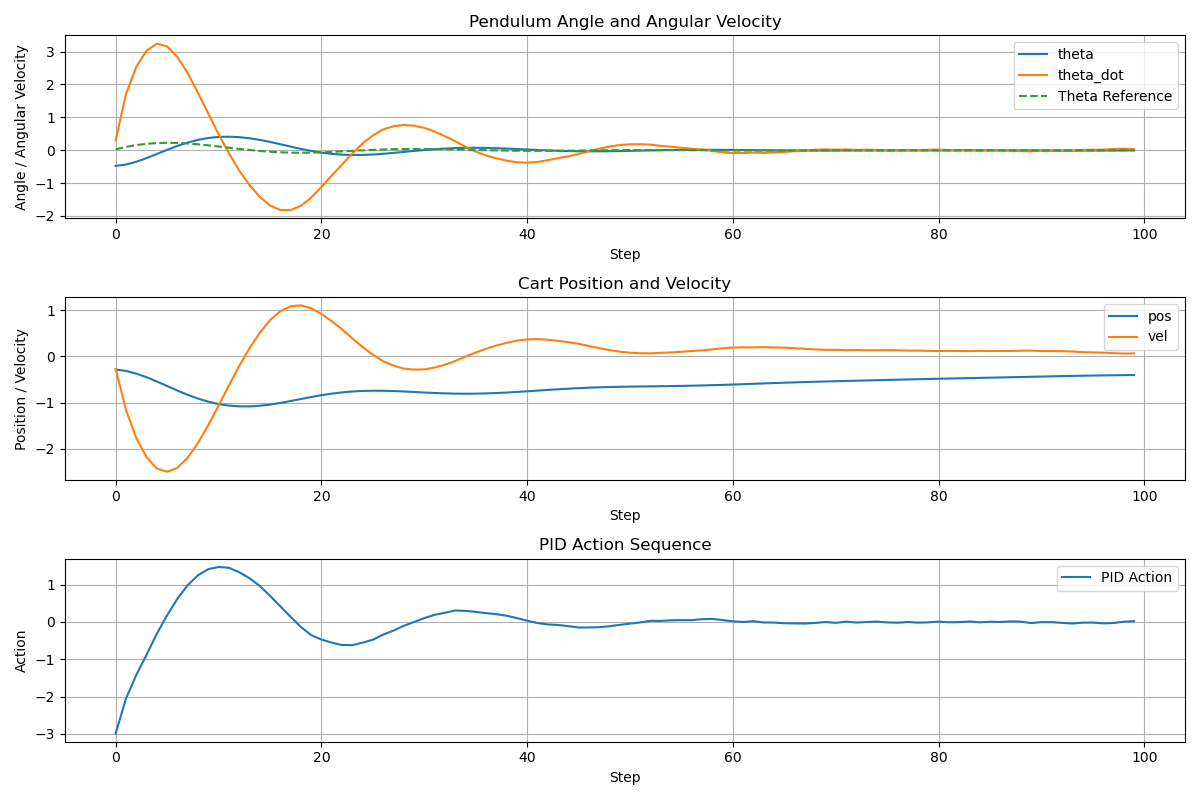 Pendulum Angle and Angular Velocity
Angle / Angular Velocity
3
2
1
0
−1
−2
theta
theta_dot
Theta Reference
0 20 40 60 80 100
Step
Cart Position and Velocity
Position / Velocity
1
0
−1
−2
pos
vel
0 20 40 60 80 100
Step
PID Action Sequence
Action
1
0
−1
−2
−3
PID Action
0 20 40 60 80 100
Step